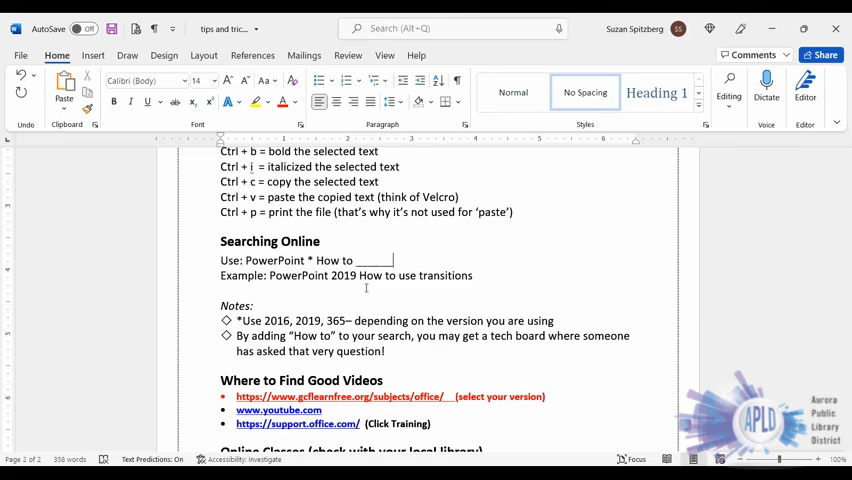 AutoSave Off tips and tric... Search (Alt+Q) Suzan Spitzberg SS
File Home Insert Draw Design Layout References Mailings Review View Help Comments Share
Calibri (Body) 14 Aa
Paste Normal No Spacing Heading 1 Editing Dictate Editor
Undo Clipboard Font Paragraph Styles Voice Editor
Ctrl + b = bold the selected text
Ctrl + i = italicized the selected text
Ctrl + c = copy the selected text
Ctrl + v = paste the copied text (think of Velcro)
Ctrl + p = print the file (that's why it's not used for 'paste')
Searching Online
Use: PowerPoint * How to ______
Example: PowerPoint 2019 How to use transitions
Notes:
◇ *Use 2016, 2019, 365– depending on the version you are using
◇ By adding "How to" to your search, you may get a tech board where someone
has asked that very question!
Where to Find Good Videos
• https://www.gcflearnfree.org/subjects/office/ (select your version)
• www.youtube.com
• https://support.office.com/ (Click Training)
Online Classes (check with your local library)
APLD
Aurora
Public
Library
District
Page 2 of 2 358 words Text Predictions: On Accessibility: Investigate Focus 100%